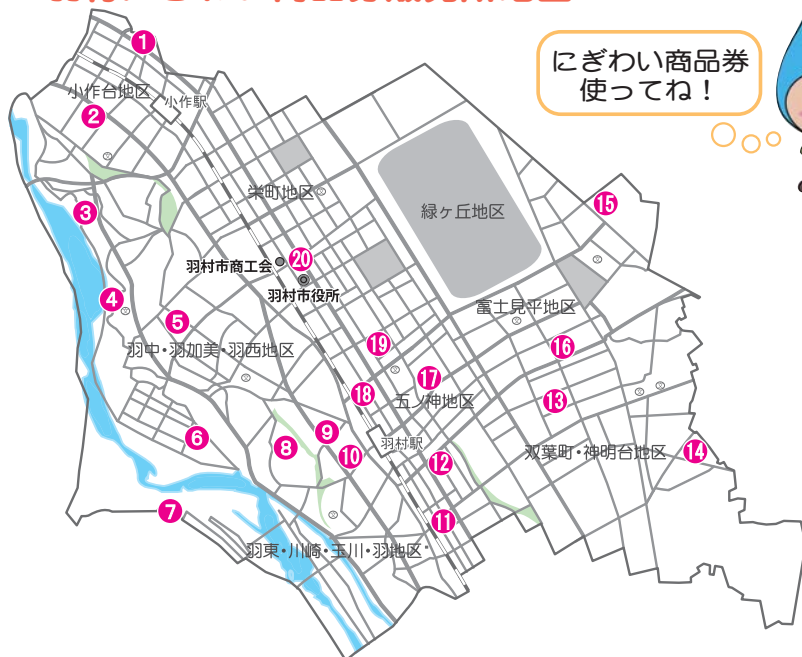 にぎわい商品券
使ってね！
1
小作台地区
小作駅
2
栄町地区
緑ヶ丘地区
15
3
羽村市商工会
20
羽村市役所
4
5
富士見平地区
羽中・羽加美・羽西地区
19
16
17
18
五ノ神地区
13
6
9
羽村駅
8
10
12
双葉町・神明台地区
14
7
11
羽東・川崎・玉川・羽地区